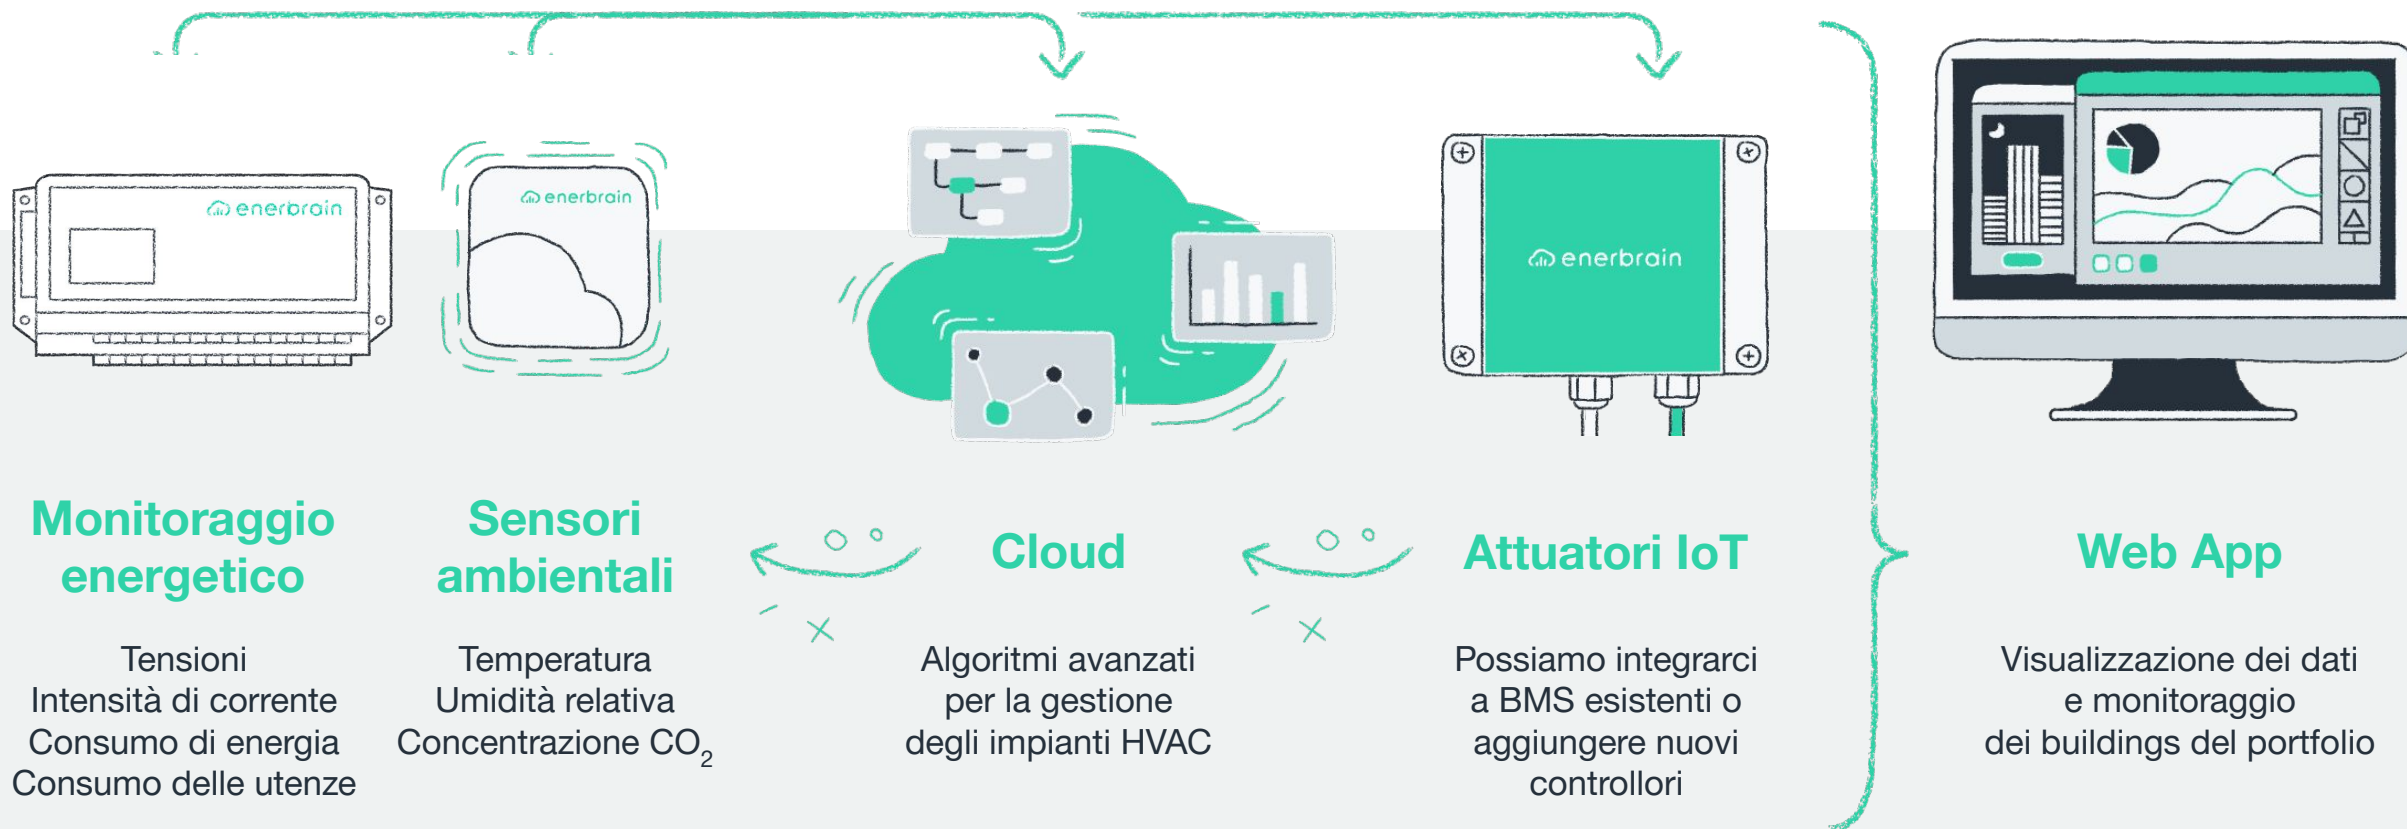 enerbrain
enerbrain
enerbrain
Monitoraggio
energetico
Tensioni
Intensità di corrente
Consumo di energia
Consumo delle utenze
Sensori
ambientali
Temperatura
Umidità relativa
Concentrazione CO₂
Cloud
Algoritmi avanzati
per la gestione
degli impianti HVAC
Attuatori IoT
Possiamo integrarci
a BMS esistenti o
aggiungere nuovi
controllori
Web App
Visualizzazione dei dati
e monitoraggio
dei buildings del portfolio